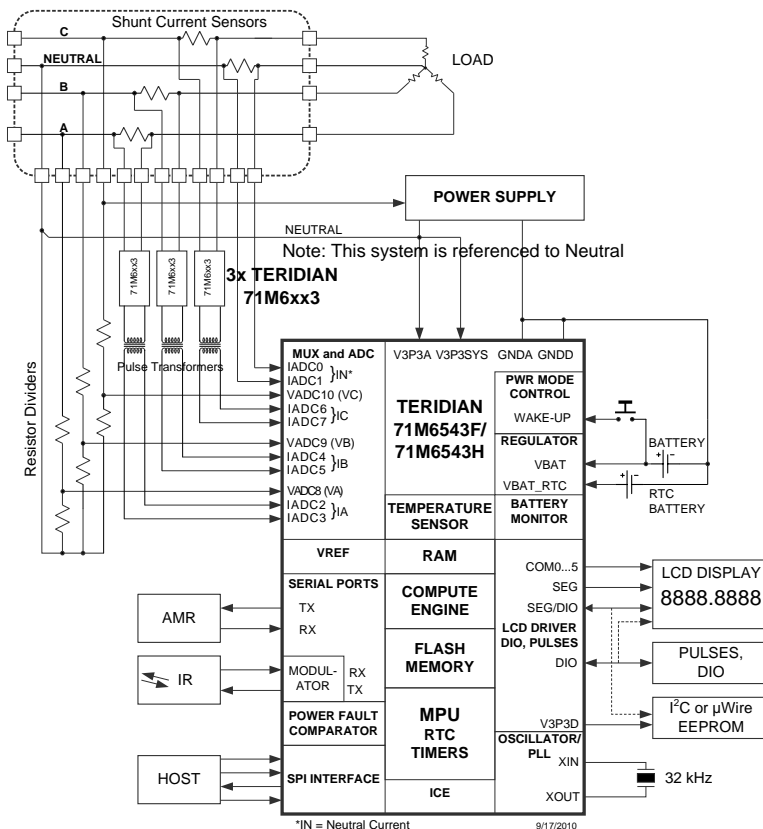 Shunt Current Sensors
C
NEUTRAL
B
A
LOAD
POWER SUPPLY
NEUTRAL
Note: This system is referenced to Neutral
71M6xx3
71M6xx3
71M6xx3
3x TERIDIAN
71M6xx3
Pulse Transformers
Resistor Dividers
MUX and ADC
IADC0
IADC1
}IN*
VADC10 (VC)
IADC6
IADC7
}IC
VADC9 (VB)
IADC4
IADC5
}IB
VADC8 (VA)
IADC2
IADC3
}IA
V3P3A V3P3SYS GNDA GNDD
TERIDIAN
71M6543F/
71M6543H
PWR MODE
CONTROL
WAKE-UP
REGULATOR
VBAT
VBAT_RTC
BATTERY
RTC
BATTERY
BATTERY
MONITOR
TEMPERATURE
SENSOR
VREF
RAM
SERIAL PORTS
TX
RX
AMR
COMPUTE
ENGINE
FLASH
MEMORY
IR
MODUL-
ATOR
RX
TX
POWER FAULT
COMPARATOR
MPU
RTC
TIMERS
HOST
SPI INTERFACE
ICE
COM0...5
SEG
SEG/DIO
LCD DRIVER
DIO, PULSES
DIO
V3P3D
OSCILLATOR/
PLL
XIN
XOUT
LCD DISPLAY
8888.8888
PULSES,
DIO
I2C or µWire
EEPROM
32 kHz
*IN = Neutral Current
9/17/2010